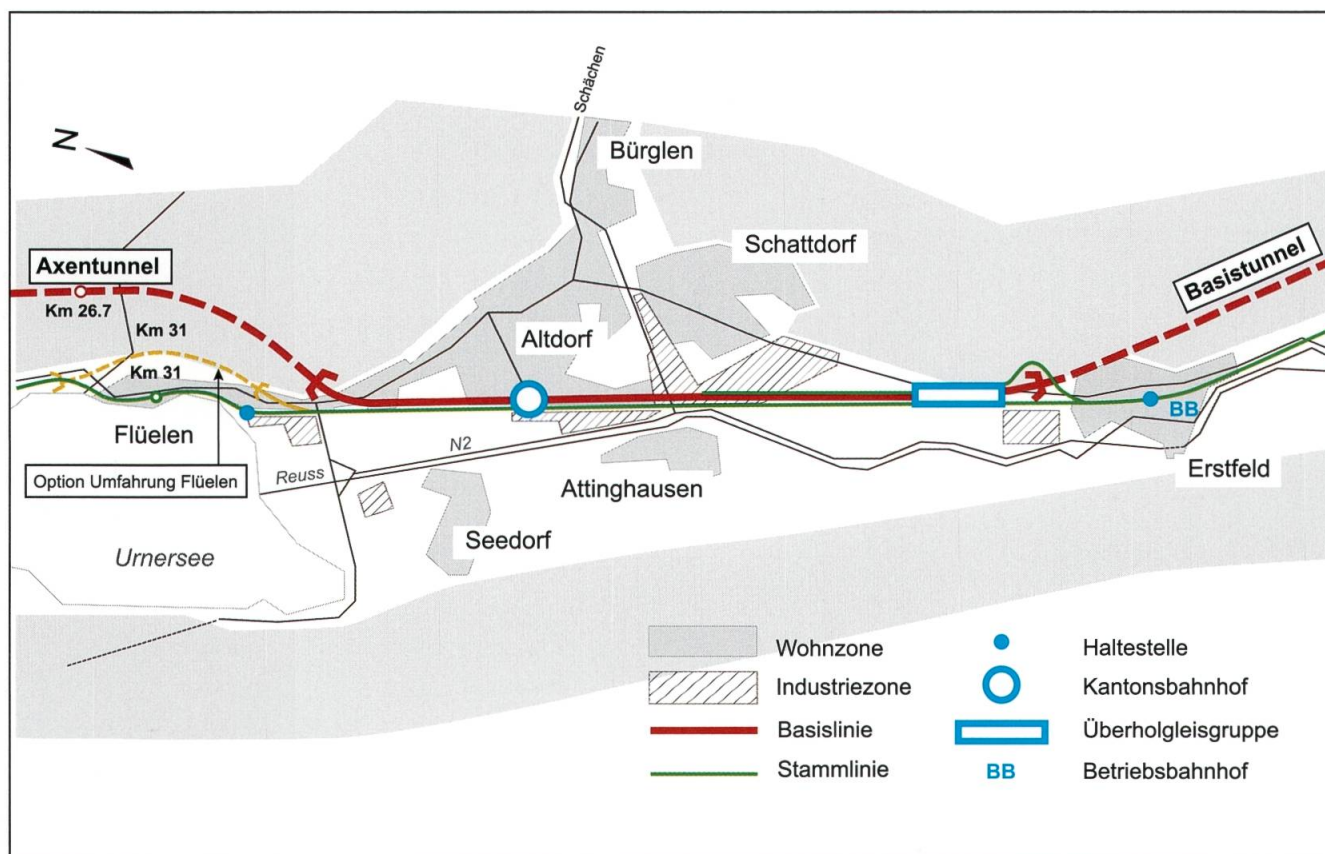 N
Schächen
Bürglen
Schattdorf
Axentunnel
Km 26.7
Km 31
Km 31
Basistunnel
Altdorf
Flüelen
Option Umfahrung Flüelen
Reuss
N2
Attinghausen
Seedorf
Urnersee
BB
Erstfeld
Wohnzone
Industriezone
Basislinie
Stammlinie
Haltestelle
Kantonsbahnhof
Überholgleisgruppe
BB Betriebsbahnhof